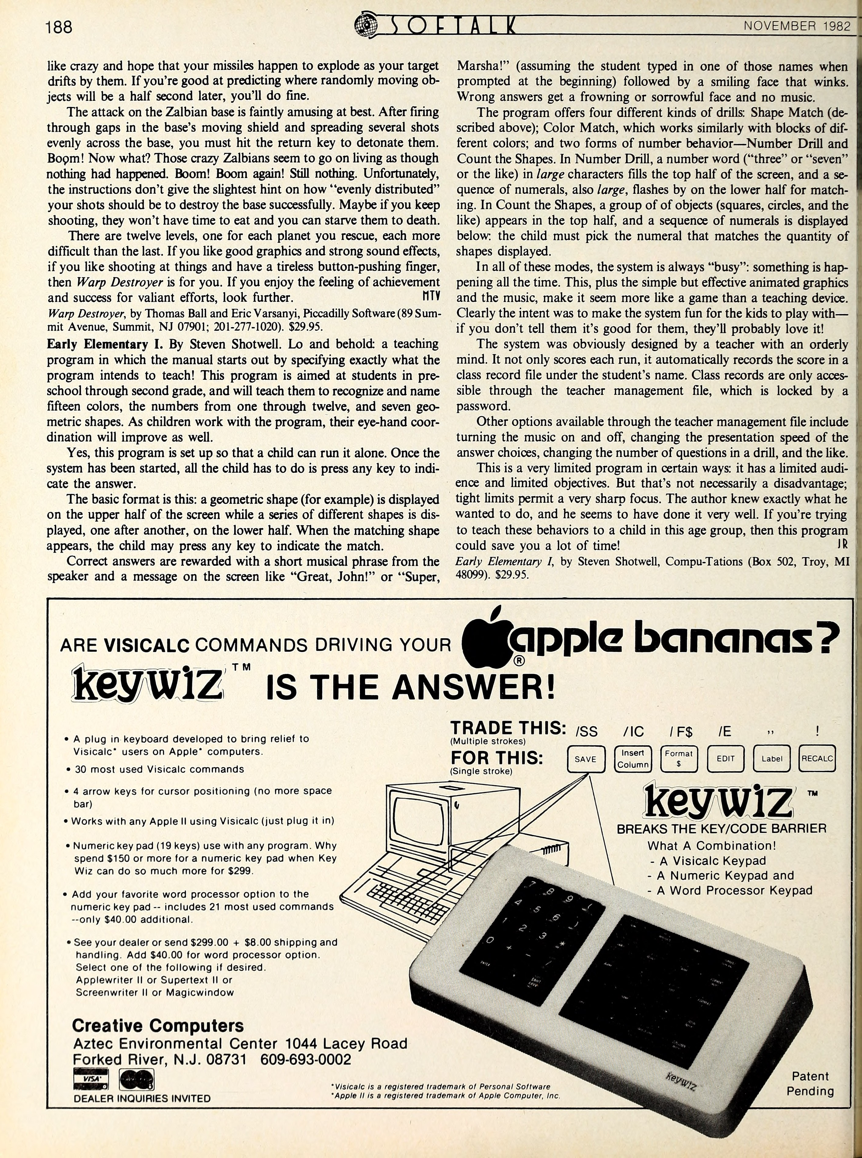 188
SOFTALK
NOVEMBER 1982
like crazy and hope that your missiles happen to explode as your target
drifts by them. If you're good at predicting where randomly moving ob-
jects will be a half second later, you'll do fine.
The attack on the Zalbian base is faintly amusing at best. After firing
through gaps in the base's moving shield and spreading several shots
evenly across the base, you must hit the return key to detonate them.
Boom! Now what? Those crazy Zalbians seem to go on living as though
nothing had happened. Boom! Boom again! Still nothing. Unfortunately,
the instructions don't give the slightest hint on how "evenly distributed"
your shots should be to destroy the base successfully. Maybe if you keep
shooting, they won't have time to eat and you can starve them to death.
There are twelve levels, one for each planet you rescue, each more
difficult than the last. If you like good graphics and strong sound effects,
if you like shooting at things and have a tireless button-pushing finger,
then Warp Destroyer is for you. If you enjoy the feeling of achievement
and success for valiant efforts, look further. MTV
Warp Destroyer, by Thomas Ball and Eric Varsanyi, Piccadilly Software (89 Sum-
mit Avenue, Summit, NJ 07901; 201-277-1020). $29.95.
Early Elementary I. By Steven Shotwell. Lo and behold: a teaching
program in which the manual starts out by specifying exactly what the
program intends to teach! This program is aimed at students in pre-
school through second grade, and will teach them to recognize and name
fifteen colors, the numbers from one through twelve, and seven geo-
metric shapes. As children work with the program, their eye-hand coor-
dination will improve as well.
Yes, this program is set up so that a child can run it alone. Once the
system has been started, all the child has to do is press any key to indi-
cate the answer.
The basic format is this: a geometric shape (for example) is displayed
on the upper half of the screen while a series of different shapes is dis-
played, one after another, on the lower half. When the matching shape
appears, the child may press any key to indicate the match.
Correct answers are rewarded with a short musical phrase from the
speaker and a message on the screen like "Great, John!" or "Super,
Marsha!" (assuming the student typed in one of those names when
prompted at the beginning) followed by a smiling face that winks.
Wrong answers get a frowning or sorrowful face and no music.
The program offers four different kinds of drills: Shape Match (de-
scribed above); Color Match, which works similarly with blocks of dif-
ferent colors; and two forms of number behavior—Number Drill and
Count the Shapes. In Number Drill, a number word ("three" or "seven"
or the like) in large characters fills the top half of the screen, and a se-
quence of numerals, also large, flashes by on the lower half for match-
ing. In Count the Shapes, a group of of objects (squares, circles, and the
like) appears in the top half, and a sequence of numerals is displayed
below: the child must pick the numeral that matches the quantity of
shapes displayed.
In all of these modes, the system is always "busy": something is hap-
pening all the time. This, plus the simple but effective animated graphics
and the music, make it seem more like a game than a teaching device.
Clearly the intent was to make the system fun for the kids to play with—
if you don't tell them it's good for them, they'll probably love it!
The system was obviously designed by a teacher with an orderly
mind. It not only scores each run, it automatically records the score in a
class record file under the student's name. Class records are only acces-
sible through the teacher management file, which is locked by a
password.
Other options available through the teacher management file include
turning the music on and off, changing the presentation speed of the
answer choices, changing the number of questions in a drill, and the like.
This is a very limited program in certain ways: it has a limited audi-
ence and limited objectives. But that's not necessarily a disadvantage;
tight limits permit a very sharp focus. The author knew exactly what he
wanted to do, and he seems to have done it very well. If you're trying
to teach these behaviors to a child in this age group, then this program
could save you a lot of time! JR
Early Elementary I, by Steven Shotwell, Compu-Tations (Box 502, Troy, MI
48099). $29.95.
ARE VISICALC COMMANDS DRIVING YOUR apple® bananas?
keywiz™ IS THE ANSWER!
• A plug in keyboard developed to bring relief to
Visicalc* users on Apple* computers.
• 30 most used Visicalc commands
• 4 arrow keys for cursor positioning (no more space
bar)
• Works with any Apple II using Visicalc (just plug it in)
• Numeric key pad (19 keys) use with any program. Why
spend $150 or more for a numeric key pad when Key
Wiz can do so much more for $299.
• Add your favorite word processor option to the
numeric key pad -- includes 21 most used commands
--only $40.00 additional.
• See your dealer or send $299.00 + $8.00 shipping and
handling. Add $40.00 for word processor option.
Select one of the following if desired.
Applewriter II or Supertext II or
Screenwriter II or Magicwindow
TRADE THIS: /SS /IC /F$ /E ,, !
(Multiple strokes)
FOR THIS: SAVE Insert Column Format $ EDIT Label RECALC
(Single stroke)
keywiz™
BREAKS THE KEY/CODE BARRIER
What A Combination!
- A Visicalc Keypad
- A Numeric Keypad and
- A Word Processor Keypad
7 8 9
4 5 6
1 2 3
0
keywiz
Creative Computers
Aztec Environmental Center 1044 Lacey Road
Forked River, N.J. 08731 609-693-0002
VISA
DEALER INQUIRIES INVITED
*Visicalc is a registered trademark of Personal Software
*Apple II is a registered trademark of Apple Computer, Inc.
Patent
Pending